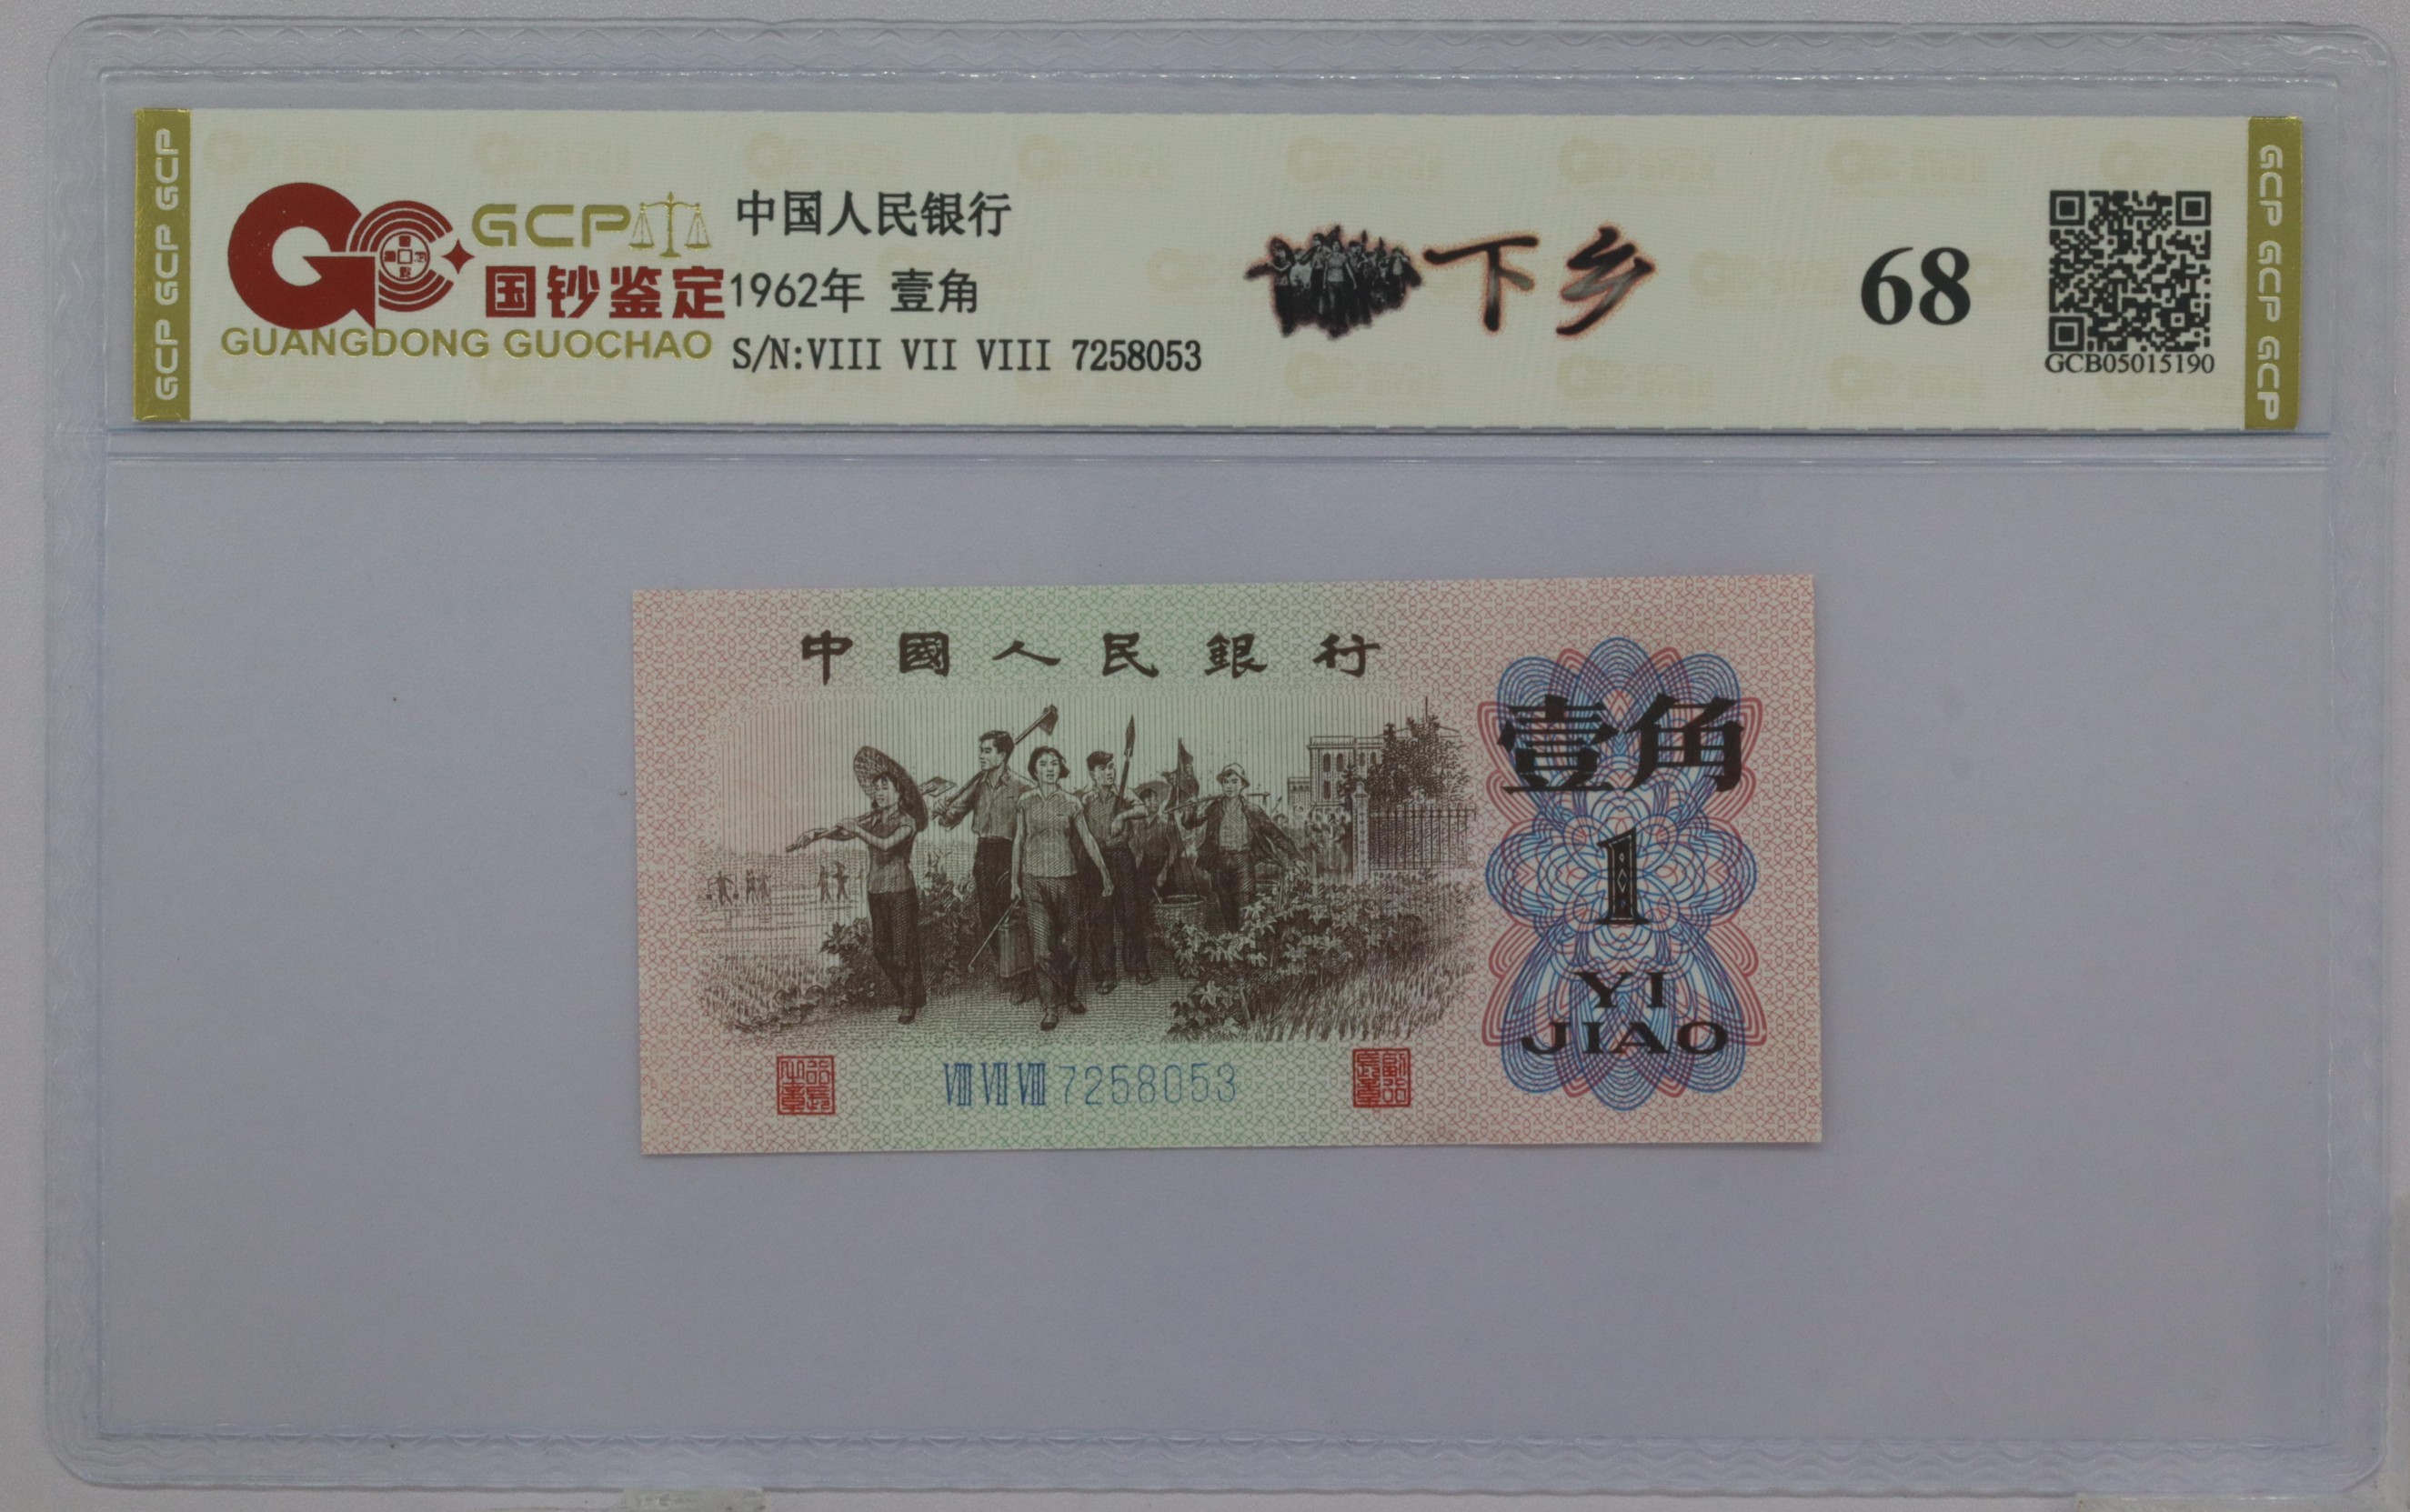 GCP GCP GCP
GCP
国钞鉴定
GUANGDONG GUOCHAO
中国人民银行
1962年 壹角
S/N:VIII VII VIII 7258053
下乡
68
GCB05015190
GCP GCP GCP
中國人民銀行
壹角
1
YI
JIAO
VIII VII VIII 7258053